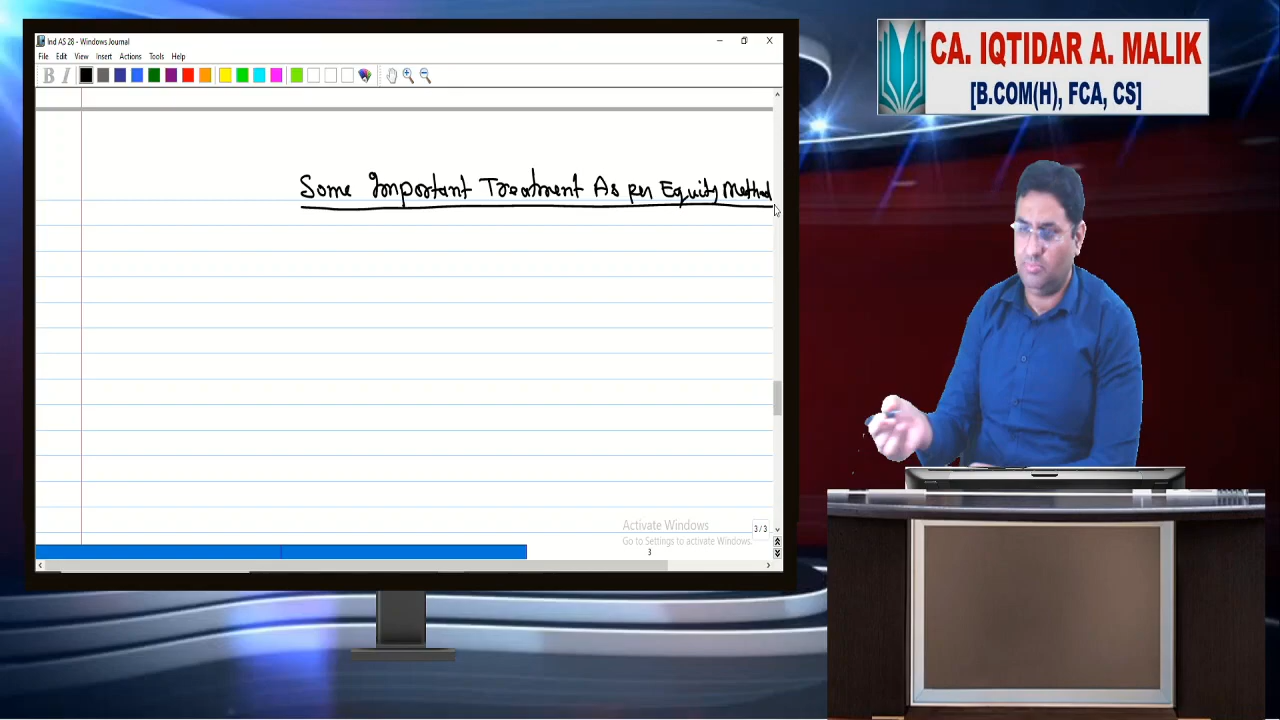 Ind AS 28 - Windows Journal
File Edit View Insert Actions Tools Help
B I
Some Important Treatment As per Equity Method
Activate Windows
Go to Settings to activate Windows.
3/3
3
CA. IQTIDAR A. MALIK
[B.COM(H), FCA, CS]